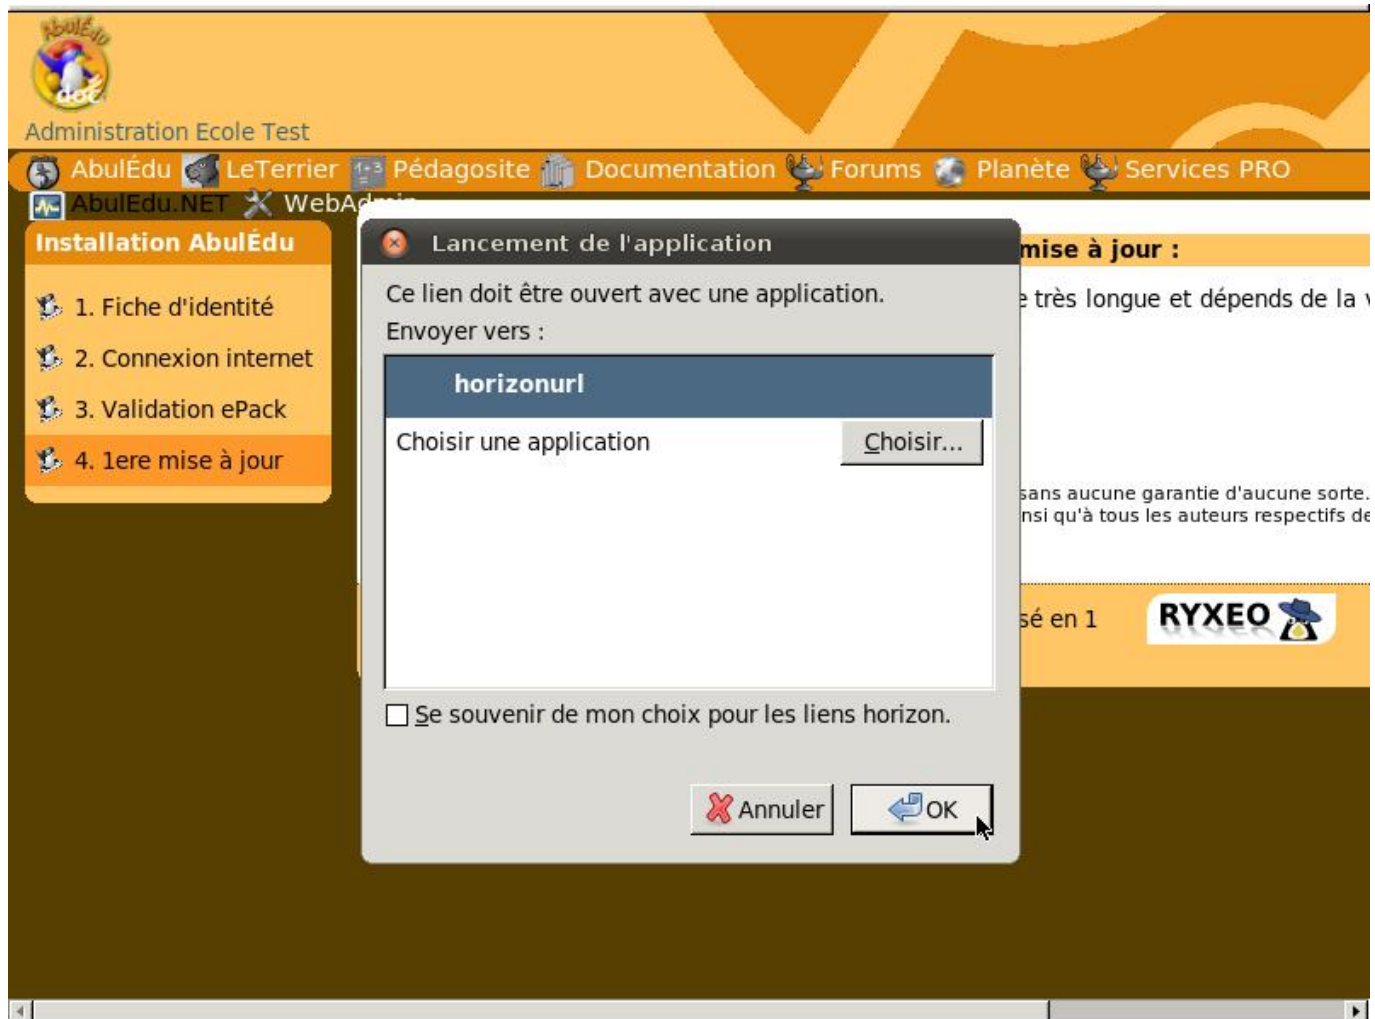 AbulÉdu
doc
Administration Ecole Test
AbulÉdu LeTerrier Pédagosite Documentation Forums Planète Services PRO
AbulEdu.NET WebAdmin
Installation AbulÉdu
1. Fiche d'identité
2. Connexion internet
3. Validation ePack
4. 1ere mise à jour
Lancement de l'application
Ce lien doit être ouvert avec une application.
Envoyer vers :
horizonurl
Choisir une application
Choisir...
Se souvenir de mon choix pour les liens horizon.
Annuler
OK
mise à jour :
très longue et dépends de la
sans aucune garantie d'aucune sorte.
nsi qu'à tous les auteurs respectifs de
sé en 1
RYXEO